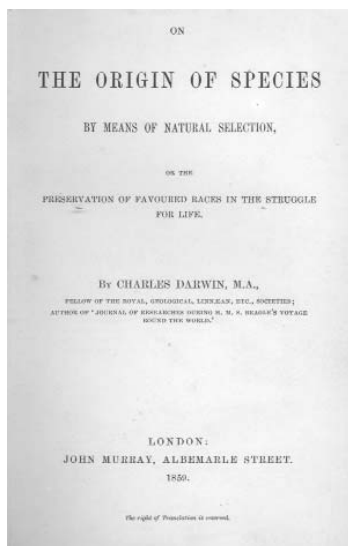 ON
THE ORIGIN OF SPECIES
BY MEANS OF NATURAL SELECTION,
OR THE
PRESERVATION OF FAVOURED RACES IN THE STRUGGLE
FOR LIFE.
BY CHARLES DARWIN, M.A.,
FELLOW OF THE ROYAL, GEOLOGICAL, LINNÆAN, ETC., SOCIETIES;
AUTHOR OF 'JOURNAL OF RESEARCHES DURING H. M. S. BEAGLE'S VOYAGE
ROUND THE WORLD.'
LONDON:
JOHN MURRAY, ALBEMARLE STREET.
1859.
The right of Translation is reserved.